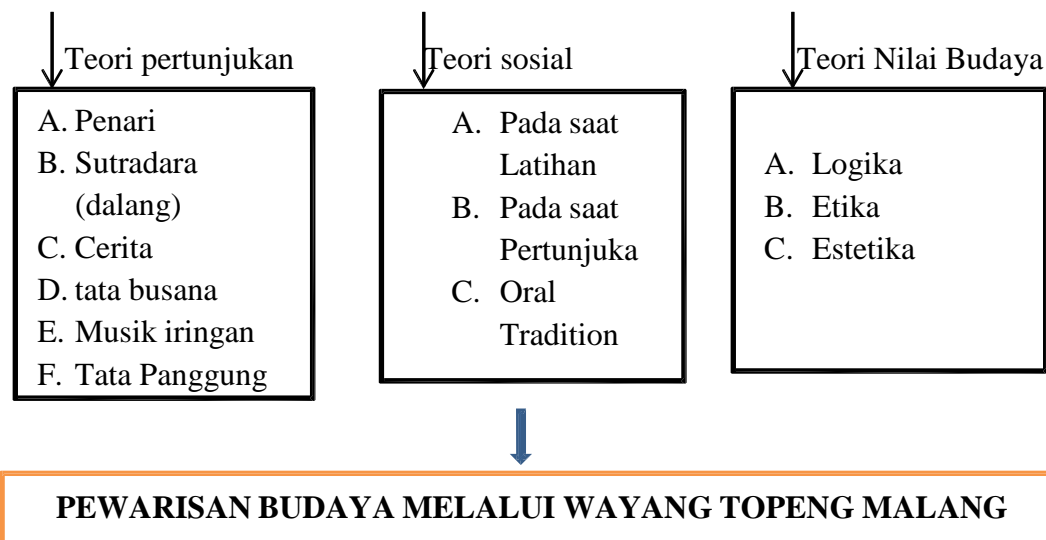 Teori pertunjukan
A. Penari
B. Sutradara
(dalang)
C. Cerita
D. tata busana
E. Musik iringan
F. Tata Panggung
Teori sosial
A. Pada saat
Latihan
B. Pada saat
Pertunjuka
C. Oral
Tradition
Teori Nilai Budaya
A. Logika
B. Etika
C. Estetika
PEWARISAN BUDAYA MELALUI WAYANG TOPENG MALANG